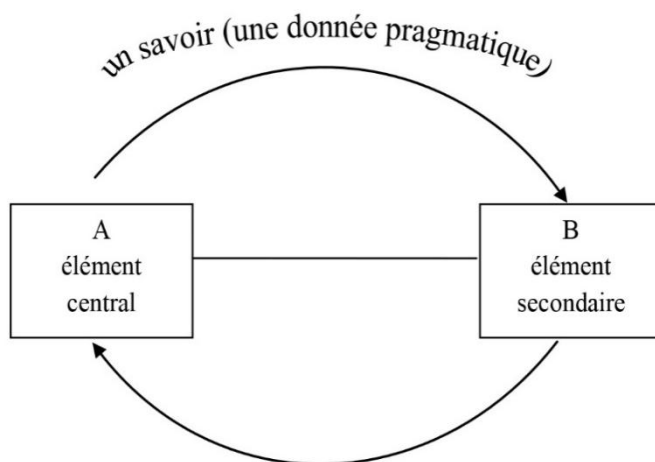 un savoir (une donnée pragmatique)
A
élément
central
B
élément
secondaire